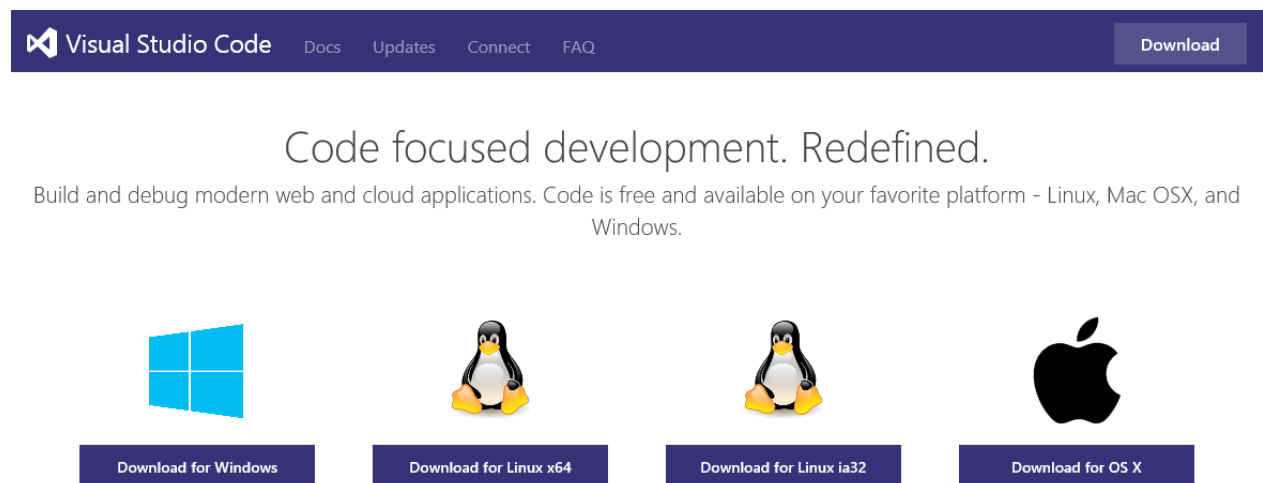 Visual Studio Code Docs Updates Connect FAQ Download
Code focused development. Redefined.
Build and debug modern web and cloud applications. Code is free and available on your favorite platform - Linux, Mac OSX, and
Windows.
Download for Windows Download for Linux x64 Download for Linux ia32 Download for OS X